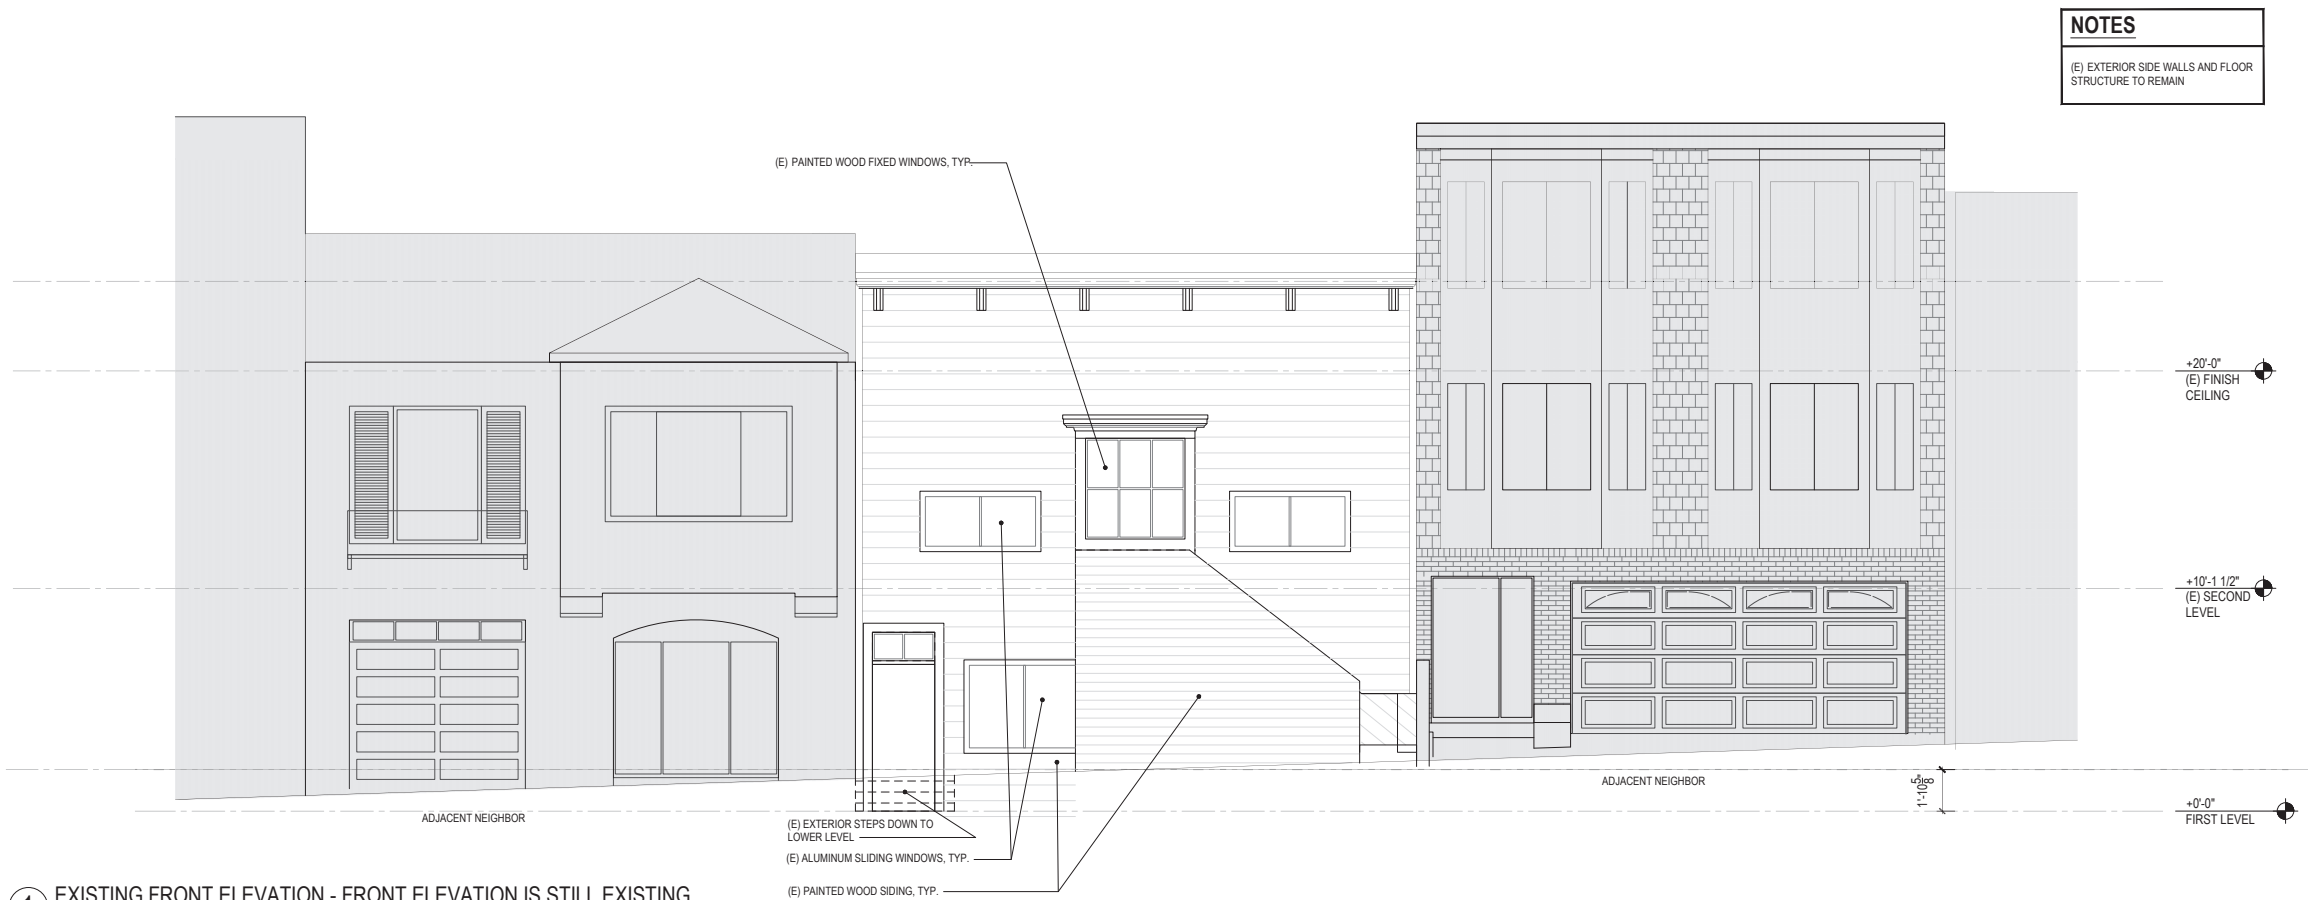 NOTES
(E) EXTERIOR SIDE WALLS AND FLOOR
STRUCTURE TO REMAIN
(E) PAINTED WOOD FIXED WINDOWS, TYP.
+20'-0"
(E) FINISH
CEILING
+10'-1 1/2"
(E) SECOND
LEVEL
ADJACENT NEIGHBOR
1'-10 5/8"
+0'-0"
FIRST LEVEL
ADJACENT NEIGHBOR
(E) EXTERIOR STEPS DOWN TO
LOWER LEVEL
(E) ALUMINUM SLIDING WINDOWS, TYP.
(E) PAINTED WOOD SIDING, TYP.
EXISTING FRONT ELEVATION - FRONT ELEVATION IS STILL EXISTING